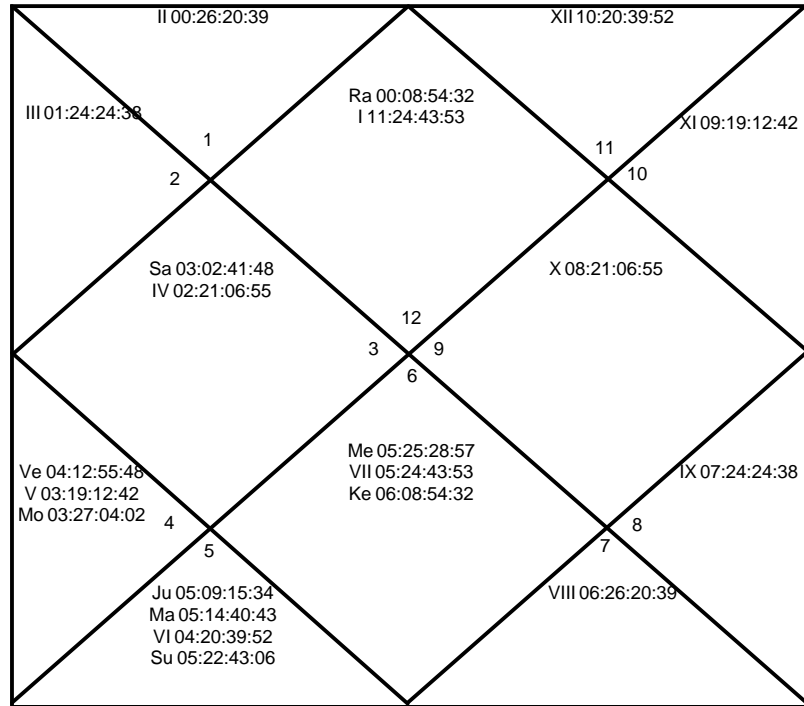 II 00:26:20:39
XII 10:20:39:52
Ra 00:08:54:32
I 11:24:43:53
III 01:24:24:38
XI 09:19:12:42
1
11
2
10
Sa 03:02:41:48
IV 02:21:06:55
X 08:21:06:55
12
3
9
6
Me 05:25:28:57
VII 05:24:43:53
Ke 06:08:54:32
Ve 04:12:55:48
V 03:19:12:42
Mo 03:27:04:02
IX 07:24:24:38
4
8
5
7
Ju 05:09:15:34
Ma 05:14:40:43
VI 04:20:39:52
Su 05:22:43:06
VIII 06:26:20:39